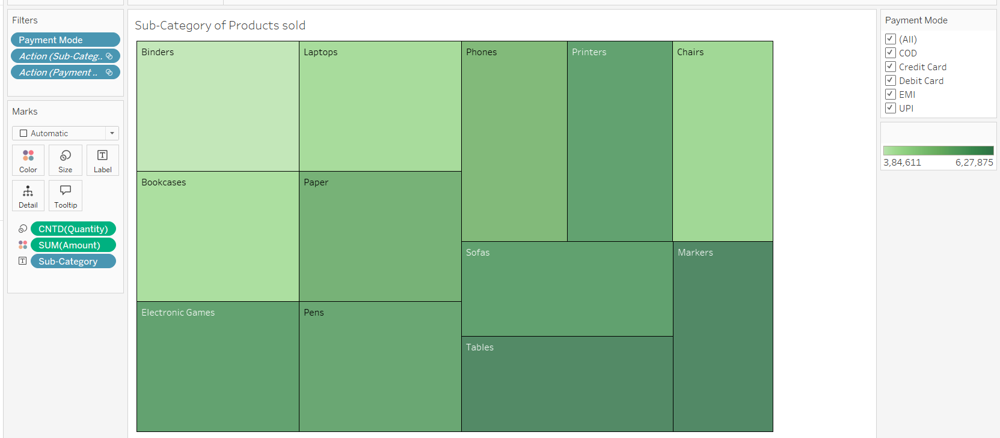 Filters
Payment Mode
Action (Sub-Categ..
Action (Payment ..
Marks
Automatic
Color
Size
T
Label
Detail
Tooltip
CNTD(Quantity)
SUM(Amount)
T
Sub-Category
Sub-Category of Products sold
Binders
Laptops
Phones
Printers
Chairs
Bookcases
Paper
Sofas
Markers
Electronic Games
Pens
Tables
Payment Mode
(All)
COD
Credit Card
Debit Card
EMI
UPI
3,84,611
6,27,875